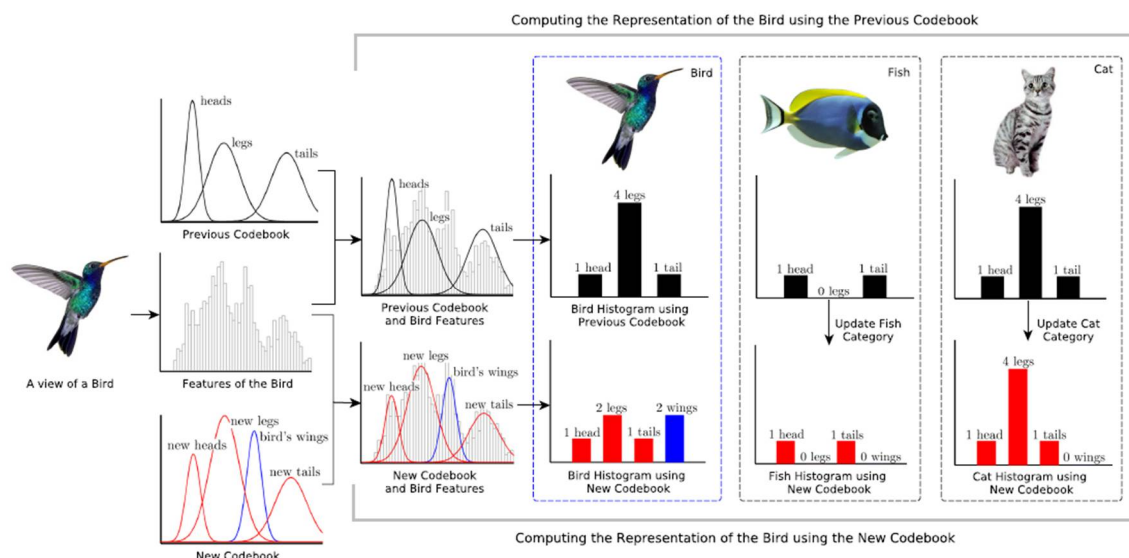 Computing the Representation of the Bird using the Previous Codebook
heads
legs
tails
Previous Codebook
A view of a Bird
Features of the Bird
new legs
new heads
bird's wings
new tails
New Codebook
heads
legs
tails
Previous Codebook
and Bird Features
new legs
bird's wings
new heads
new tails
New Codebook
and Bird Features
Bird
4 legs
1 head
1 tail
Bird Histogram using
Previous Codebook
2 legs
2 wings
1 head
1 tails
Bird Histogram using
New Codebook
Fish
1 head
1 tail
0 legs
Update Fish
Category
1 head
1 tails
0 legs
0 wings
Fish Histogram using
New Codebook
Cat
4 legs
1 head
1 tail
Update Cat
Category
4 legs
1 head
1 tails
0 wings
Cat Histogram using
New Codebook
Computing the Representation of the Bird using the New Codebook